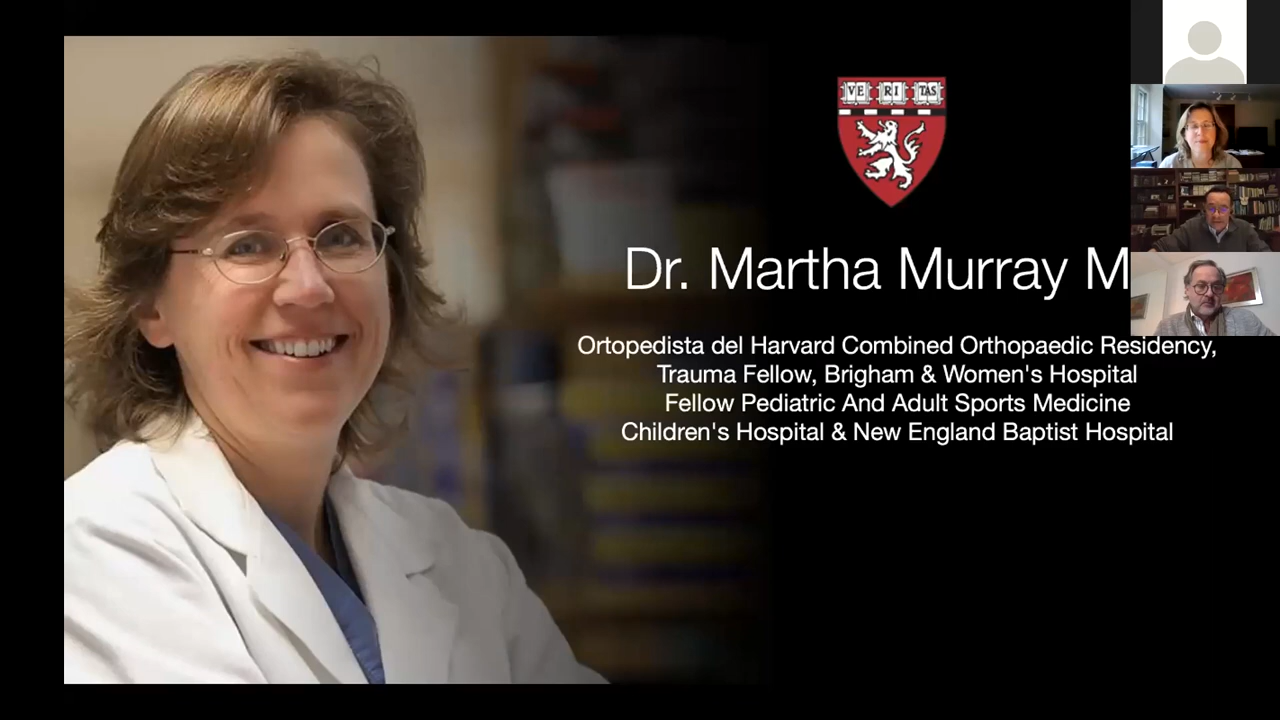 VE RI TAS
Dr. Martha Murray M
Ortopedista del Harvard Combined Orthopaedic Residency,
Trauma Fellow, Brigham & Women's Hospital
Fellow Pediatric And Adult Sports Medicine
Children's Hospital & New England Baptist Hospital